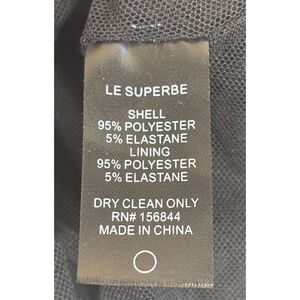 LE SUPERBE
SHELL
95% POLYESTER
5% ELASTANE
LINING
95% POLYESTER
5% ELASTANE
DRY CLEAN ONLY
RN# 156844
MADE IN CHINA